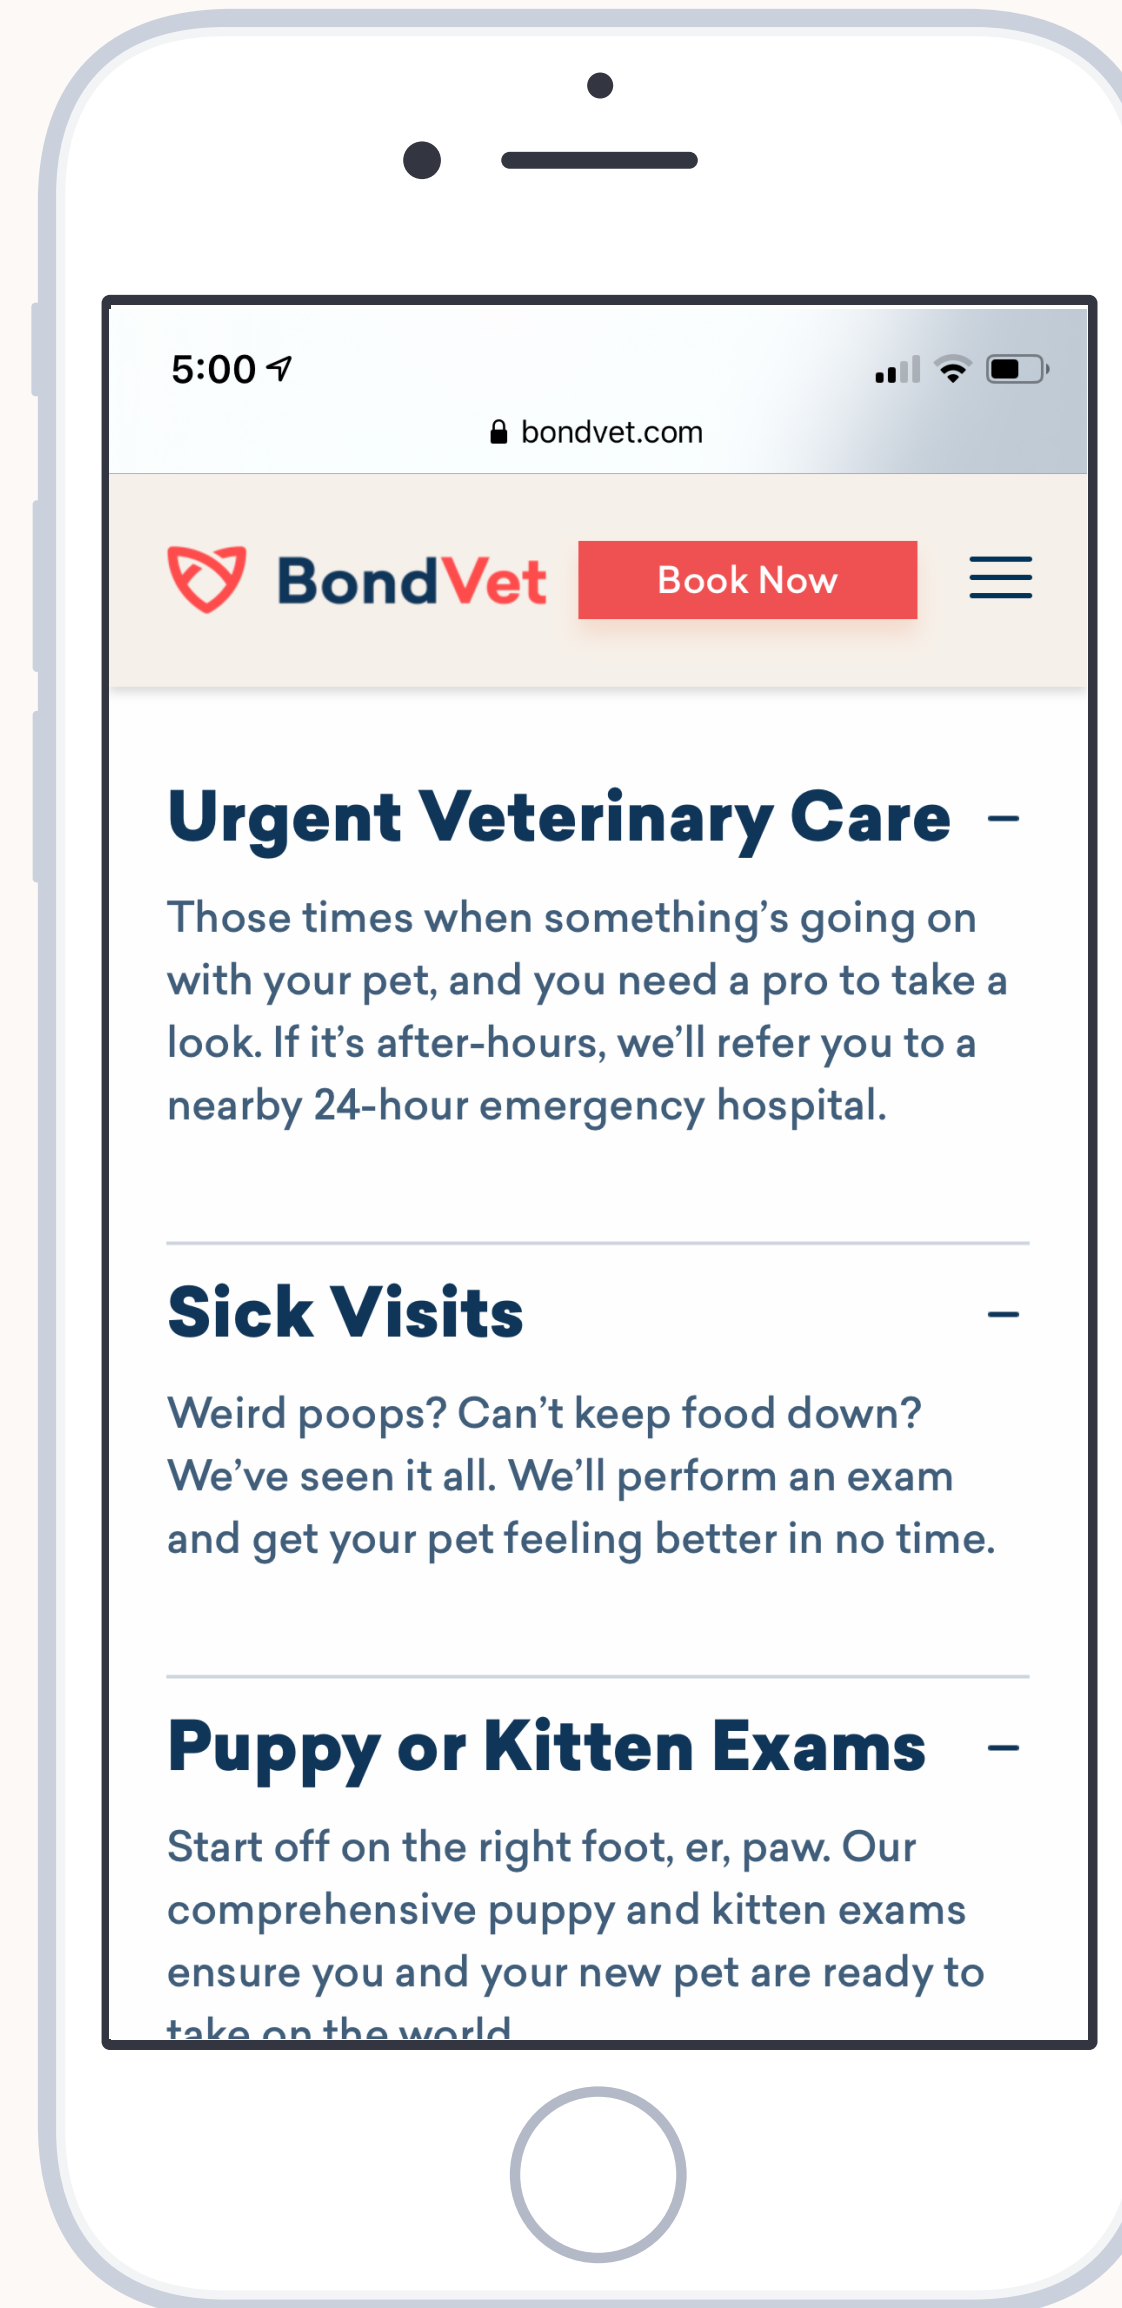 5:00
bondvet.com
BondVet
Book Now
Urgent Veterinary Care
Those times when something’s going on
with your pet, and you need a pro to take a
look. If it’s after-hours, we’ll refer you to a
nearby 24-hour emergency hospital.
Sick Visits
Weird poops? Can’t keep food down?
We’ve seen it all. We’ll perform an exam
and get your pet feeling better in no time.
Puppy or Kitten Exams
Start off on the right foot, er, paw. Our
comprehensive puppy and kitten exams
ensure you and your new pet are ready to
take on the world